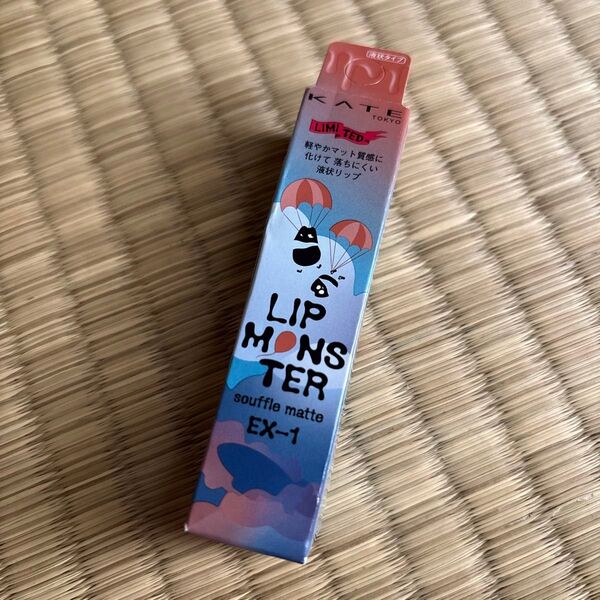 液状タイプ
KATE
TOKYO
LIMITED
軽やかマット質感に
化けて 落ちにくい
液状リップ
LIP
MONS
TER
souffle matte
EX-1